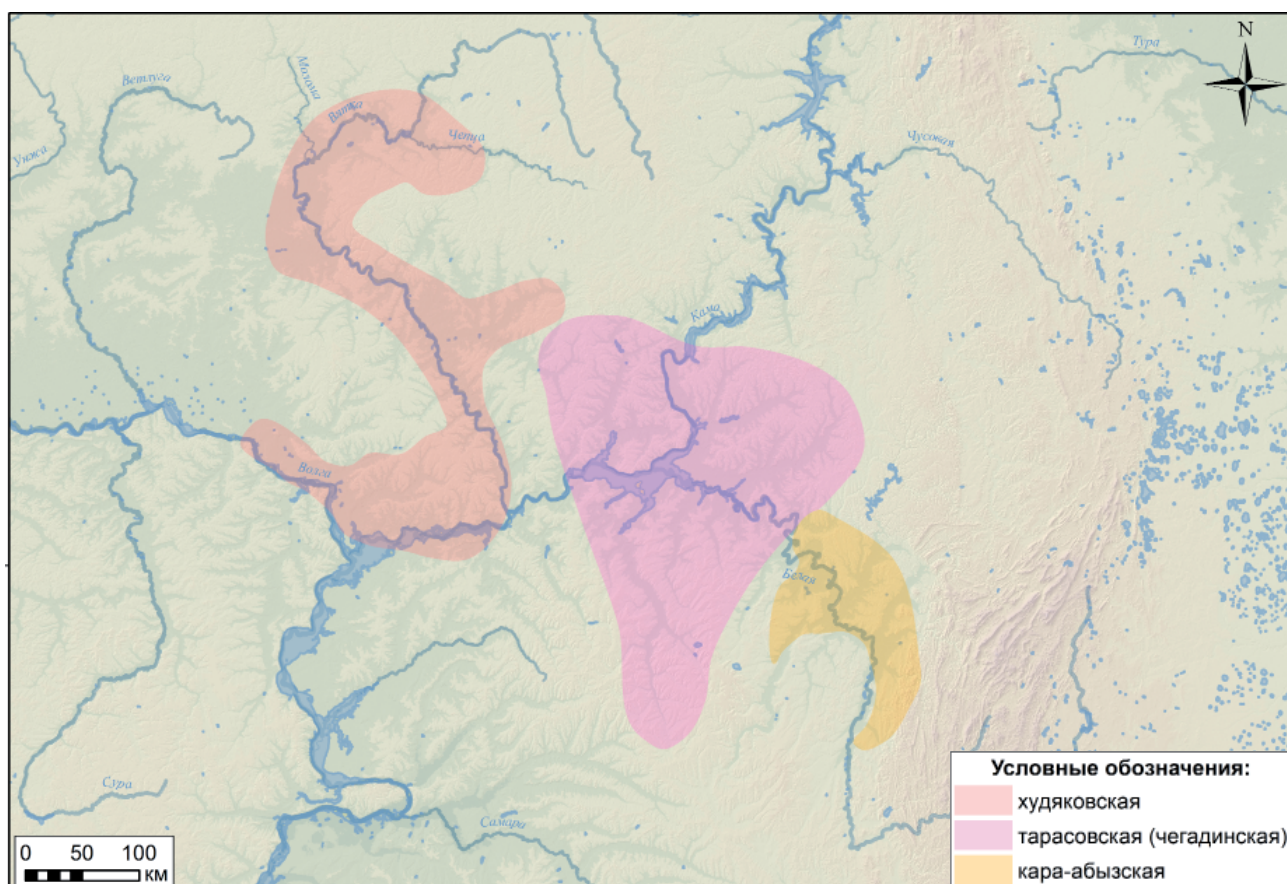 N
Тура
Ветлуга
Молома
Вятка
Чепца
Чусовая
Унжа
Кама
Волга
Белая
Сура
Самара
0 50 100
км
Условные обозначения:
худяковская
тарасовская (чегадинская)
кара-абызская